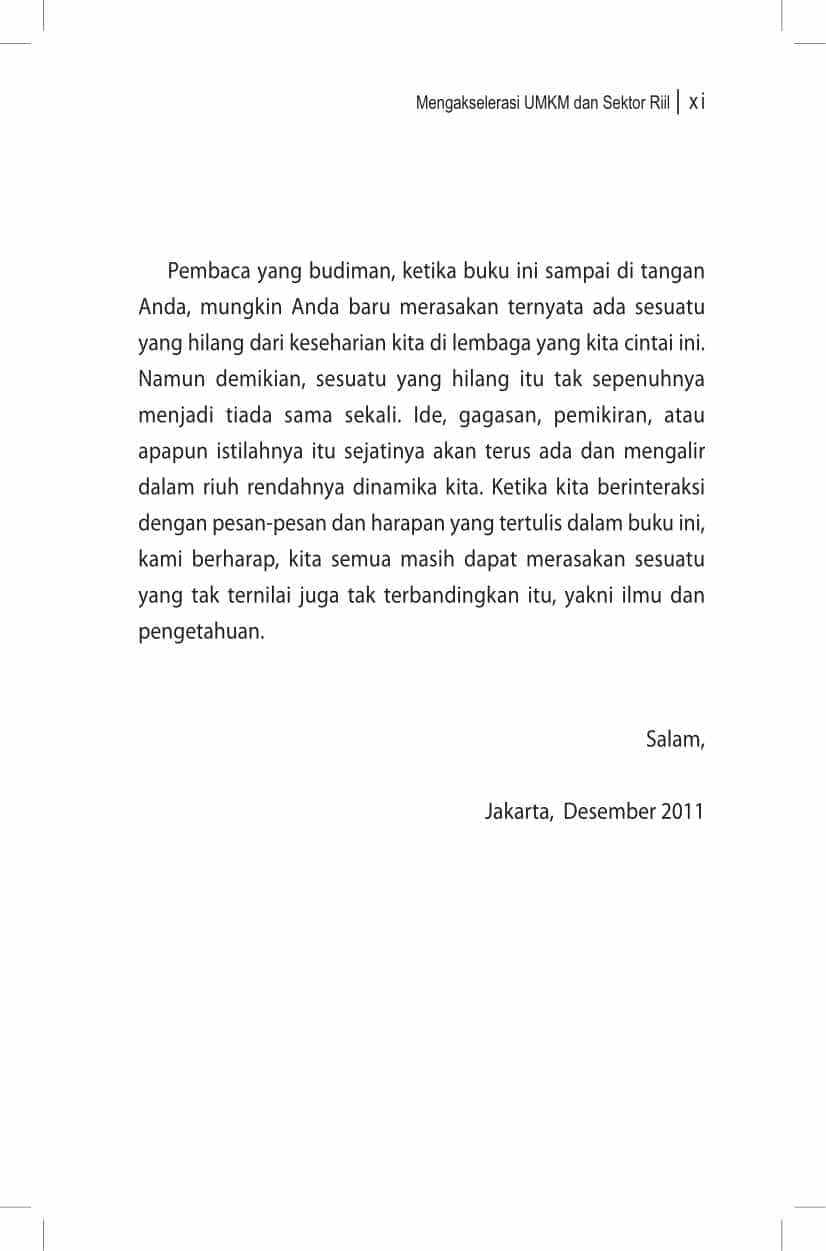 Mengakselerasi UMKM dan Sektor Riil | xi
Pembaca yang budiman, ketika buku ini sampai di tangan
Anda, mungkin Anda baru merasakan ternyata ada sesuatu
yang hilang dari keseharian kita di lembaga yang kita cintai ini.
Namun demikian, sesuatu yang hilang itu tak sepenuhnya
menjadi tiada sama sekali. Ide, gagasan, pemikiran, atau
apapun istilahnya itu sejatinya akan terus ada dan mengalir
dalam riuh rendahnya dinamika kita. Ketika kita berinteraksi
dengan pesan-pesan dan harapan yang tertulis dalam buku ini,
kami berharap, kita semua masih dapat merasakan sesuatu
yang tak ternilai juga tak terbandingkan itu, yakni ilmu dan
pengetahuan.
Salam,
Jakarta, Desember 2011